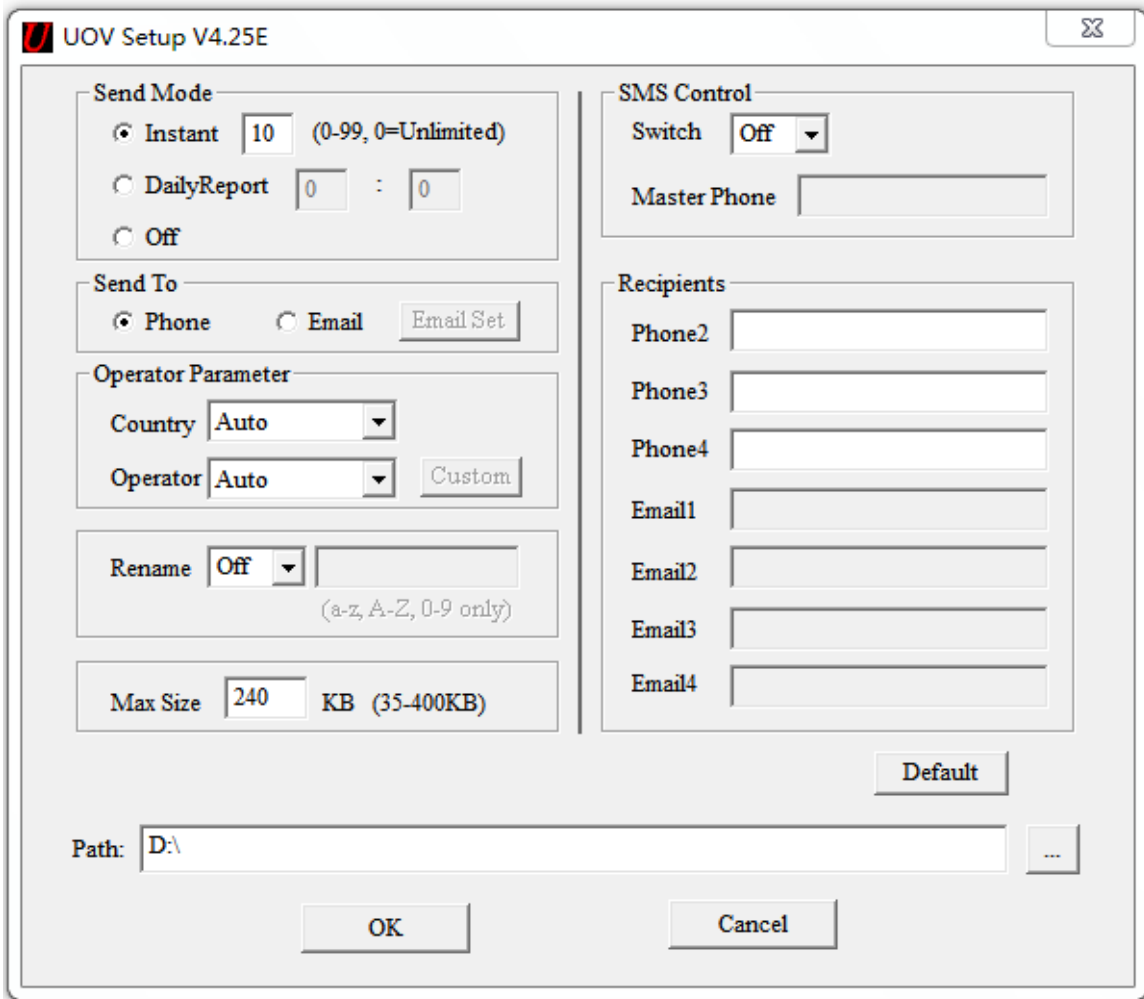 UOV Setup V4.25E
Send Mode
Instant 10 (0-99, 0=Unlimited)
DailyReport 0 : 0
Off
Send To
Phone Email Email Set
Operator Parameter
Country Auto
Operator Auto Custom
Rename Off
(a-z, A-Z, 0-9 only)
Max Size 240 KB (35-400KB)
SMS Control
Switch Off
Master Phone
Recipients
Phone2
Phone3
Phone4
Email1
Email2
Email3
Email4
Default
Path: D:\ ...
OK Cancel